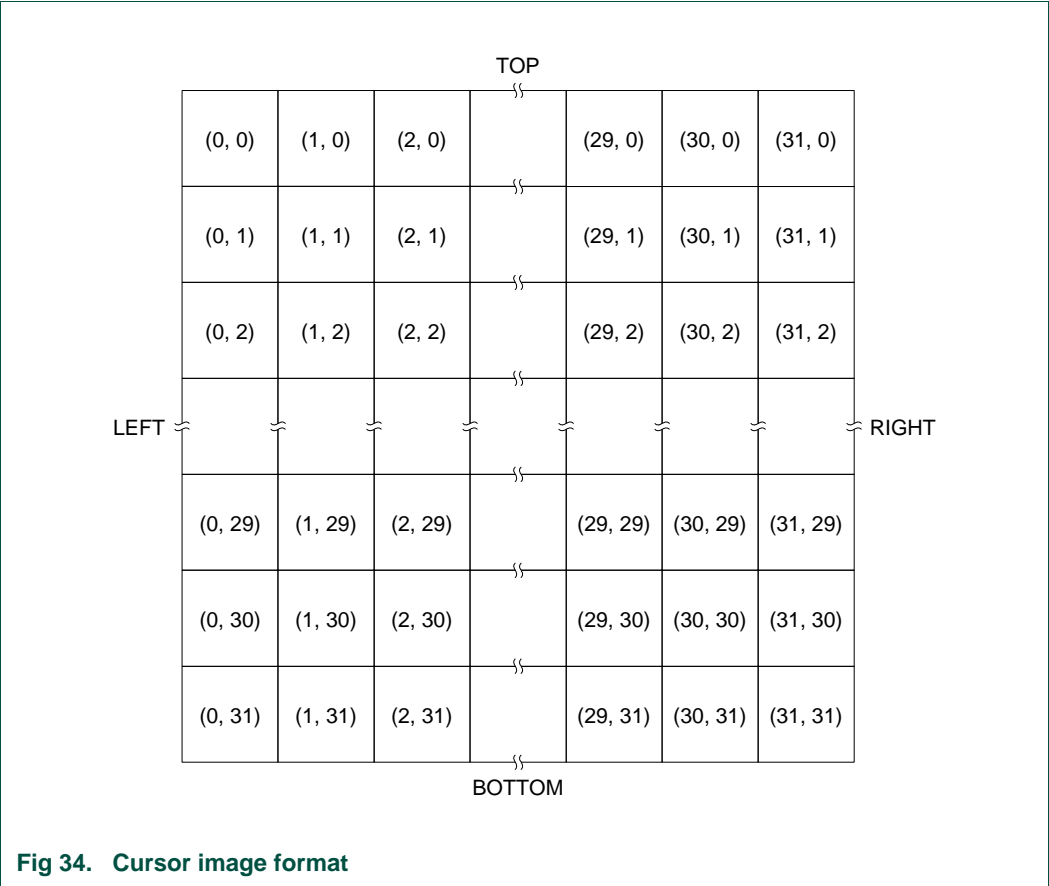 TOP
(0, 0) (1, 0) (2, 0) (29, 0) (30, 0) (31, 0)
(0, 1) (1, 1) (2, 1) (29, 1) (30, 1) (31, 1)
(0, 2) (1, 2) (2, 2) (29, 2) (30, 2) (31, 2)
LEFT RIGHT
(0, 29) (1, 29) (2, 29) (29, 29) (30, 29) (31, 29)
(0, 30) (1, 30) (2, 30) (29, 30) (30, 30) (31, 30)
(0, 31) (1, 31) (2, 31) (29, 31) (30, 31) (31, 31)
BOTTOM
Fig 34. Cursor image format